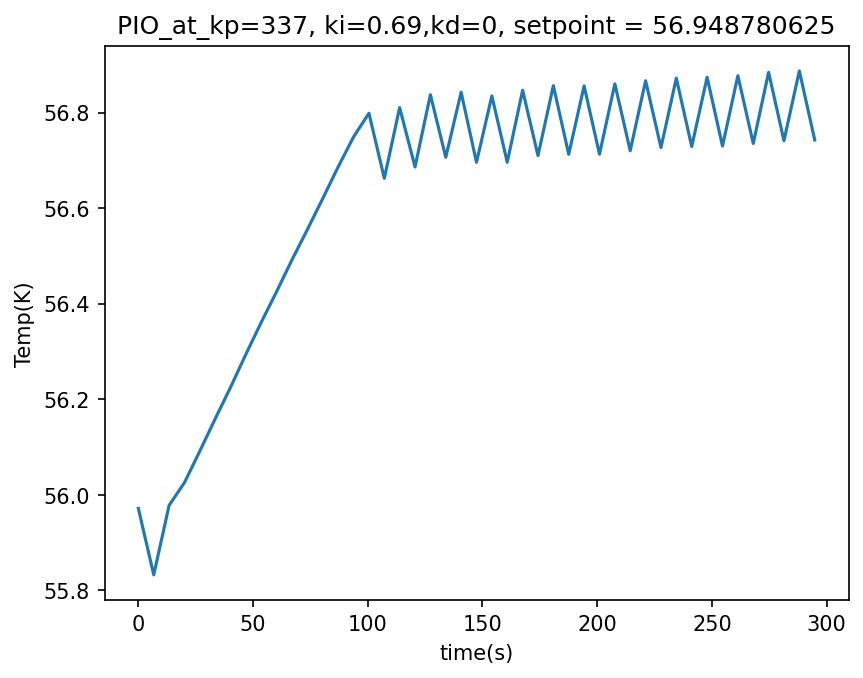 PIO_at_kp=337, ki=0.69,kd=0, setpoint = 56.948780625
Temp(K)
56.8
56.6
56.4
56.2
56.0
55.8
0 50 100 150 200 250 300
time(s)